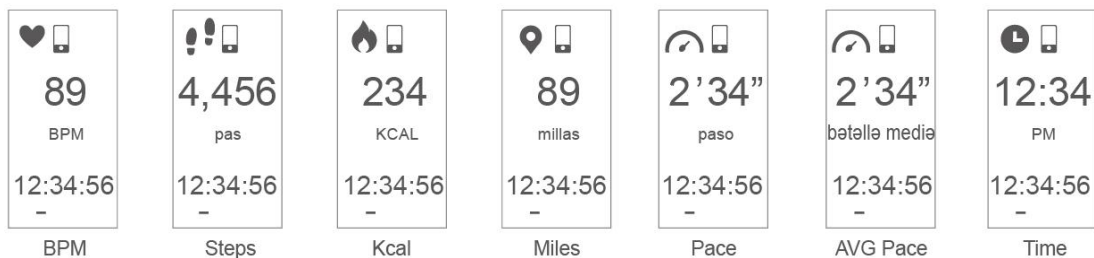 89 4,456 234 89 2’34” 2’34” 12:34
BPM pas KCAL millas paso bətəllə mediə PM
12:34:56 12:34:56 12:34:56 12:34:56 12:34:56 12:34:56 12:34:56
BPM Steps Kcal Miles Pace AVG Pace Time